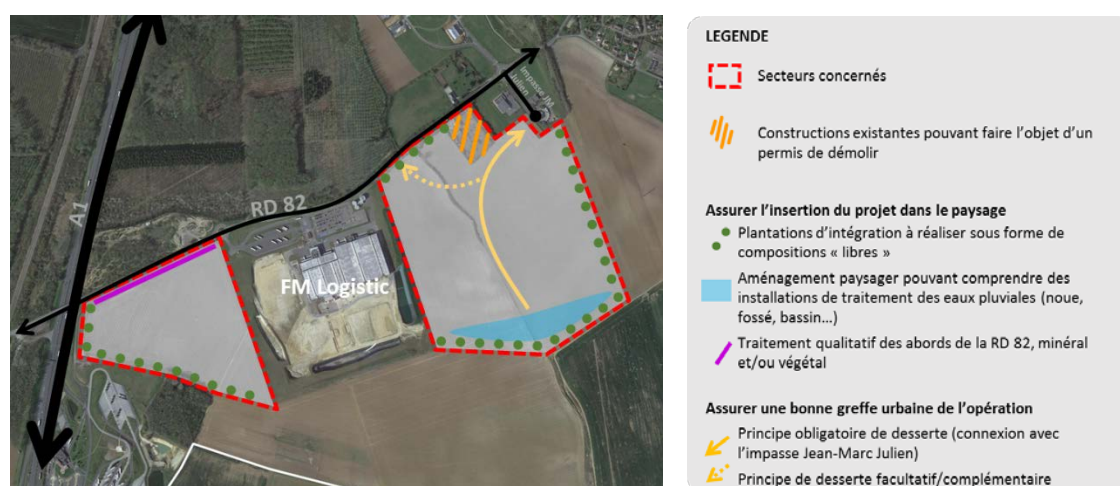 Impasse JM
Julien
RD 82
A1
FM Logistic
LEGENDE
Secteurs concernés
Constructions existantes pouvant faire l'objet d'un
permis de démolir
Assurer l'insertion du projet dans le paysage
Plantations d'intégration à réaliser sous forme de
compositions « libres »
Aménagement paysager pouvant comprendre des
installations de traitement des eaux pluviales (noue,
fossé, bassin...)
Traitement qualitatif des abords de la RD 82, minéral
et/ou végétal
Assurer une bonne greffe urbaine de l'opération
Principe obligatoire de desserte (connexion avec
l'impasse Jean-Marc Julien)
Principe de desserte facultatif/complémentaire